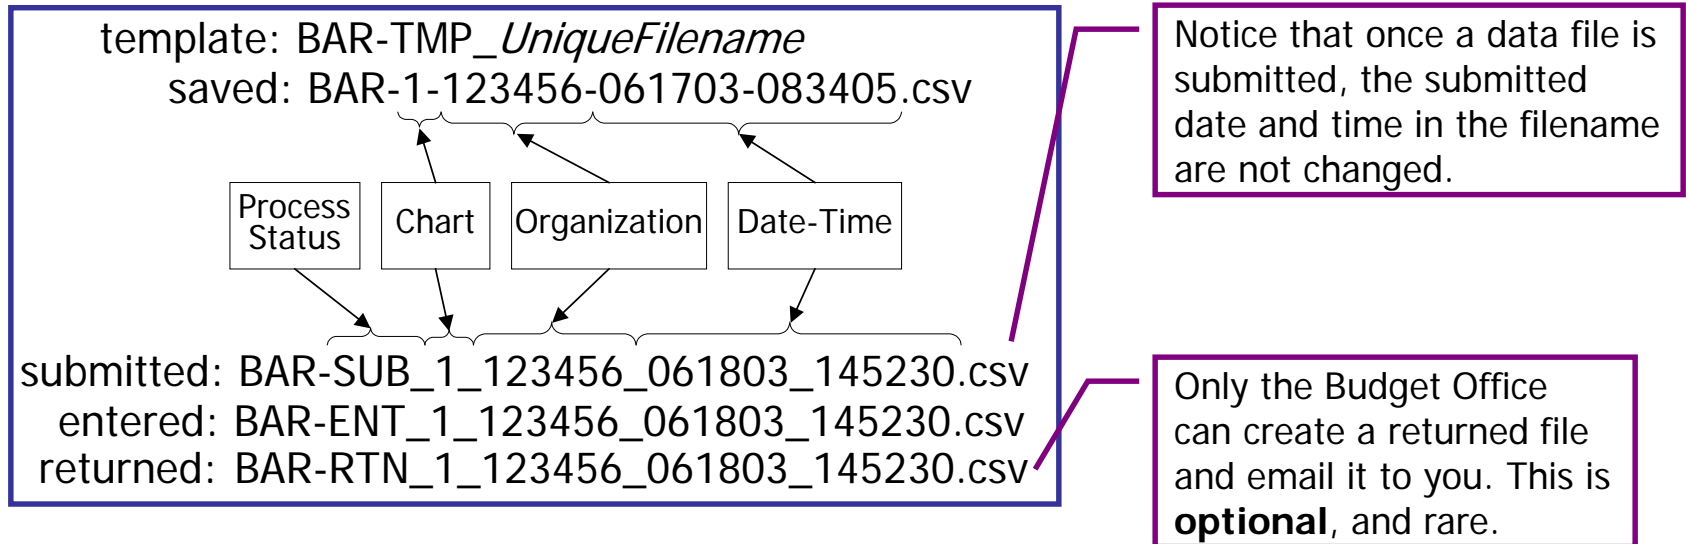 template: BAR-TMP_UniqueFilename
saved: BAR-1-123456-061703-083405.csv
Process
Status
Chart
Organization
Date-Time
submitted: BAR-SUB_1_123456_061803_145230.csv
entered: BAR-ENT_1_123456_061803_145230.csv
returned: BAR-RTN_1_123456_061803_145230.csv
Notice that once a data file is
submitted, the submitted
date and time in the filename
are not changed.
Only the Budget Office
can create a returned file
and email it to you. This is
optional, and rare.